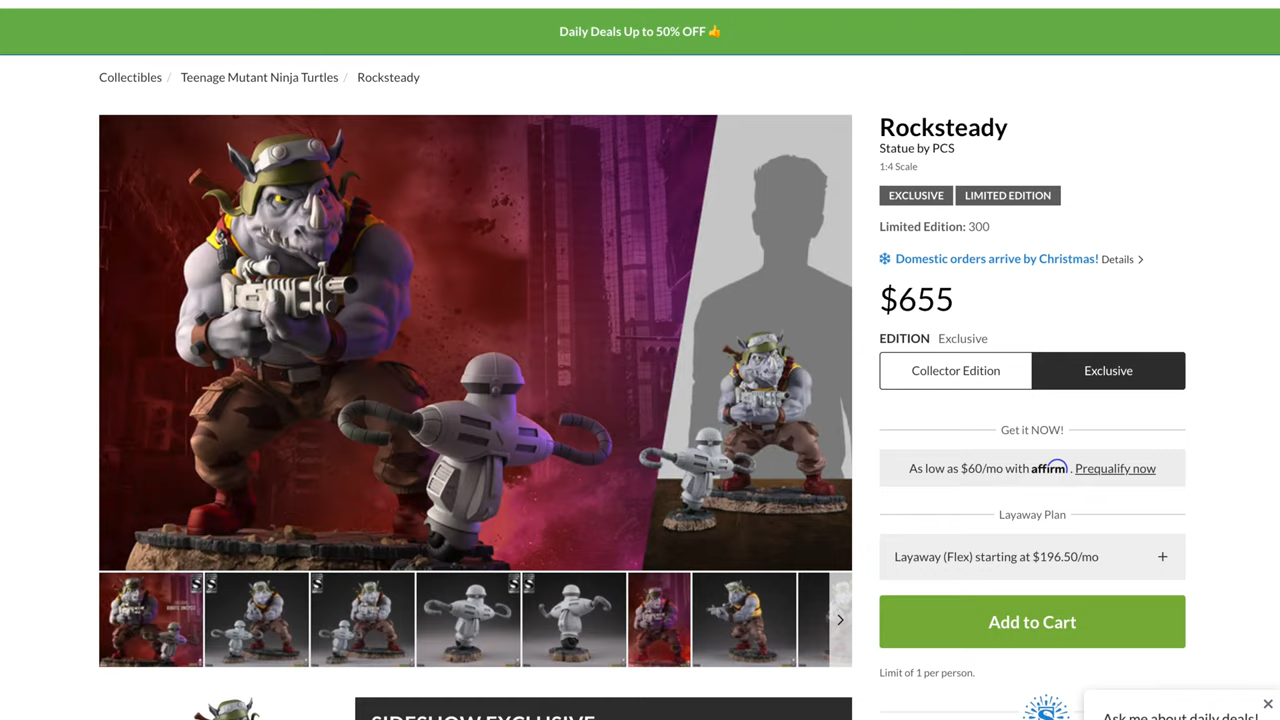 Daily Deals Up to 50% OFF 👍
Collectibles / Teenage Mutant Ninja Turtles / Rocksteady
Rocksteady
Statue by PCS
1:4 Scale
EXCLUSIVE LIMITED EDITION
Limited Edition: 300
Domestic orders arrive by Christmas! Details >
$655
EDITION Exclusive
Collector Edition Exclusive
Get it NOW!
As low as $60/mo with affirm. Prequalify now
Layaway Plan
Layaway (Flex) starting at $196.50/mo +
Add to Cart
Limit of 1 per person.
SIDESHOW EXCLUSIVE
Ask me about daily deals!